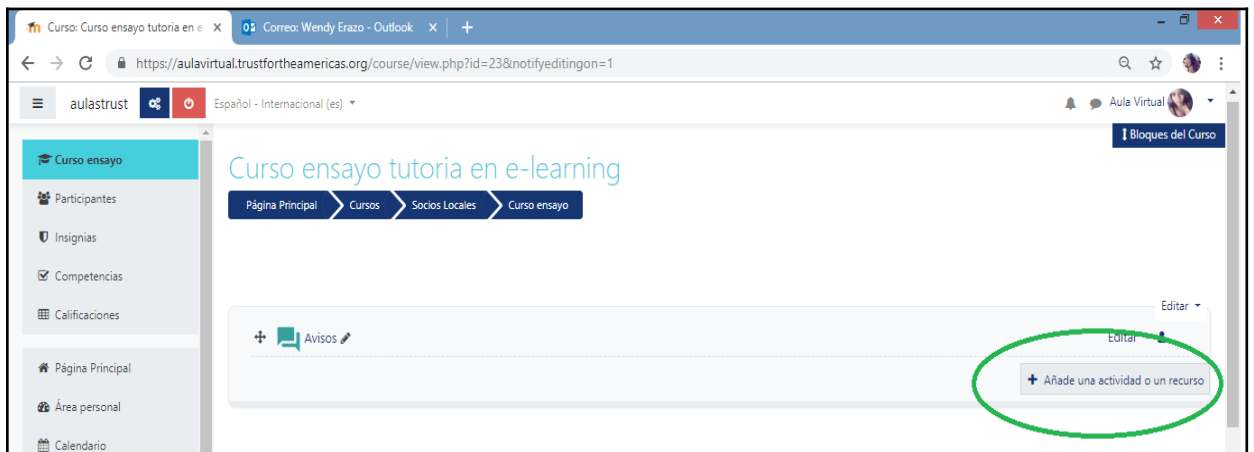 Curso: Curso ensayo tutoria en e
Correo: Wendy Erazo - Outlook
https://aulavirtual.trustfortheamericas.org/course/view.php?id=23&notifyeditingon=1
aulastrust
Español - Internacional (es)
Aula Virtual
Bloques del Curso
Curso ensayo
Participantes
Insignias
Competencias
Calificaciones
Página Principal
Área personal
Calendario
Curso ensayo tutoria en e-learning
Página Principal
Cursos
Socios Locales
Curso ensayo
Editar
Avisos
Editar
+ Añade una actividad o un recurso